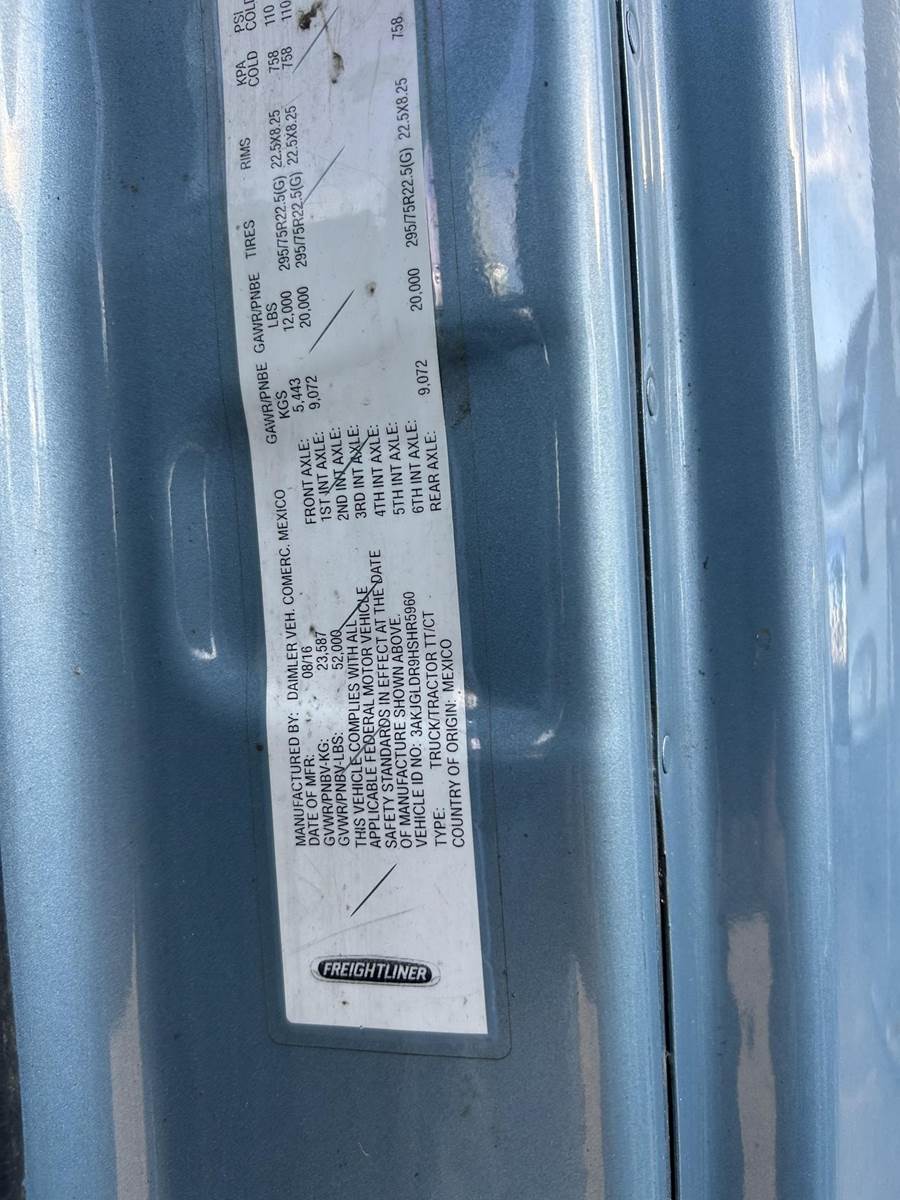 FREIGHTLINER
MANUFACTURED BY: DAIMLER VEH. COMERC. MEXICO
DATE OF MFR: 08/16
GVWR/PNBV-KG: 23,587
GVWR/PNBV-LBS: 52,000
THIS VEHICLE COMPLIES WITH ALL
APPLICABLE FEDERAL MOTOR VEHICLE
SAFETY STANDARDS IN EFFECT AT THE DATE
OF MANUFACTURE SHOWN ABOVE.
VEHICLE ID NO: 3AKJGLDR9HSHR5960
TYPE: TRUCK/TRACTOR TT/CT
COUNTRY OF ORIGIN: MEXICO
GAWR/PNBE GAWR/PNBE TIRES RIMS KPA PSI
KGS LBS COLD COLD
FRONT AXLE: 5,443 12,000 295/75R22.5(G) 22.5X8.25 758 110
1ST INT AXLE: 9,072 20,000 295/75R22.5(G) 22.5X8.25 758 110
2ND INT AXLE:
3RD INT AXLE:
4TH INT AXLE:
5TH INT AXLE:
6TH INT AXLE:
REAR AXLE: 9,072 20,000 295/75R22.5(G) 22.5X8.25 758